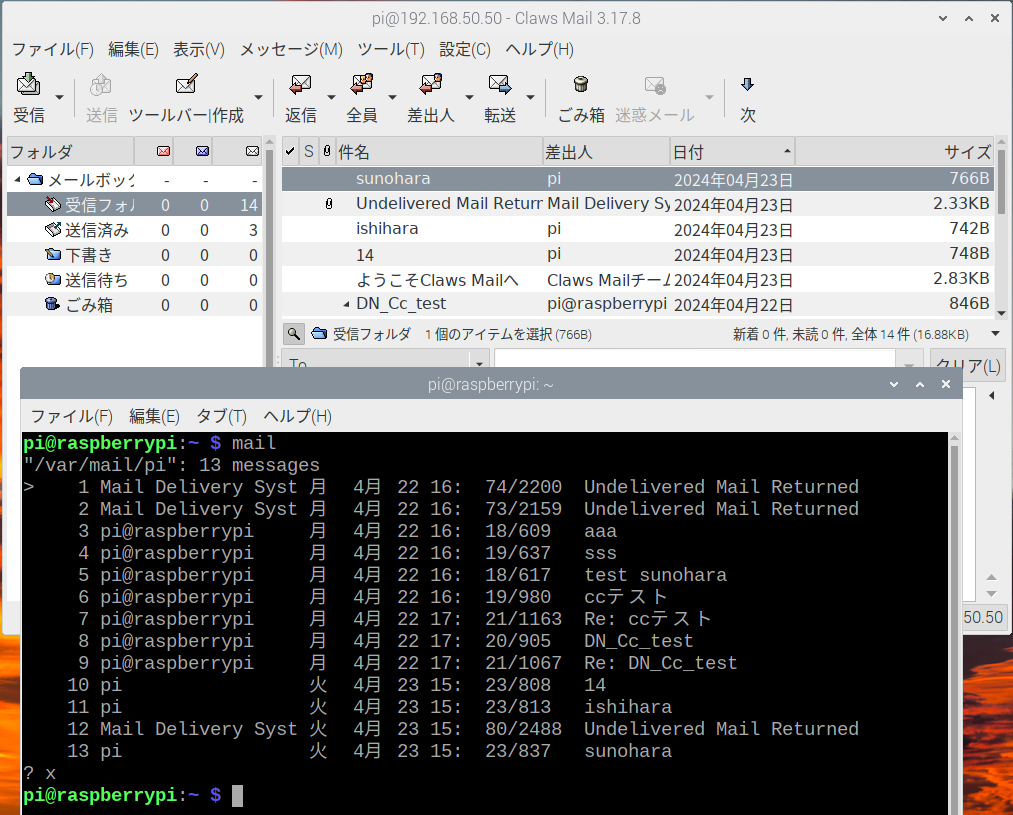 pi@192.168.50.50 - Claws Mail 3.17.8
ファイル(F) 編集(E) 表示(V) メッセージ(M) ツール(T) 設定(C) ヘルプ(H)
受信 送信 ツールバー|作成 返信 全員 差出人 転送 ごみ箱 迷惑メール 次
フォルダ
メールボック - - -
受信フォル 0 0 14
送信済み 0 0 3
下書き 0 0 0
送信待ち 0 0 0
ごみ箱 0 0 0
✓ S 件名 差出人 日付 サイズ
sunohara pi 2024年04月23日 766B
Undelivered Mail Returr Mail Delivery Sy 2024年04月23日 2.33KB
ishihara pi 2024年04月23日 742B
14 pi 2024年04月23日 748B
ようこそClaws Mailへ Claws Mailチーム 2024年04月23日 2.83KB
DN_Cc_test pi@raspberrypi 2024年04月22日 846B
受信フォルダ 1 個のアイテムを選択 (766B) 新着 0 件, 未読 0 件, 全体 14 件 (16.88KB)
To クリア(L)
50.50
pi@raspberrypi: ~
ファイル(F) 編集(E) タブ(T) ヘルプ(H)
pi@raspberrypi:~ $ mail
"/var/mail/pi": 13 messages
> 1 Mail Delivery Syst 月 4月 22 16: 74/2200 Undelivered Mail Returned
2 Mail Delivery Syst 月 4月 22 16: 73/2159 Undelivered Mail Returned
3 pi@raspberrypi 月 4月 22 16: 18/609 aaa
4 pi@raspberrypi 月 4月 22 16: 19/637 sss
5 pi@raspberrypi 月 4月 22 16: 18/617 test sunohara
6 pi@raspberrypi 月 4月 22 16: 19/980 ccテスト
7 pi@raspberrypi 月 4月 22 17: 21/1163 Re: ccテスト
8 pi@raspberrypi 月 4月 22 17: 20/905 DN_Cc_test
9 pi@raspberrypi 月 4月 22 17: 21/1067 Re: DN_Cc_test
10 pi 火 4月 23 15: 23/808 14
11 pi 火 4月 23 15: 23/813 ishihara
12 Mail Delivery Syst 火 4月 23 15: 80/2488 Undelivered Mail Returned
13 pi 火 4月 23 15: 23/837 sunohara
? x
pi@raspberrypi:~ $